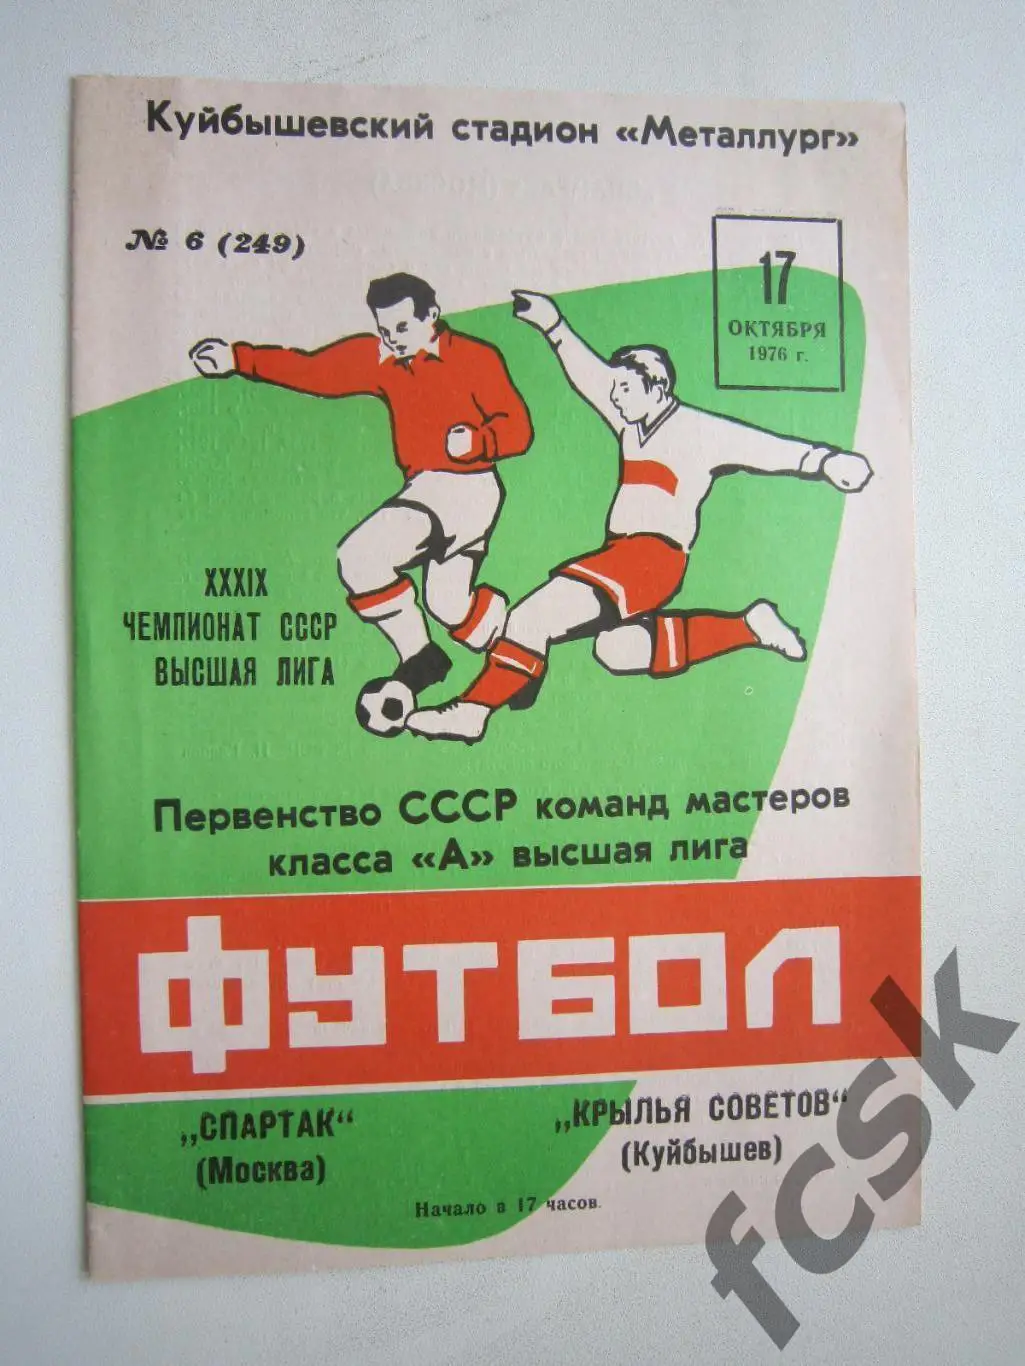 Куйбышевский стадион «Металлург»
№ 6 (249)
17
ОКТЯБРЯ
1976 г.
XXXIX
ЧЕМПИОНАТ СССР
ВЫСШАЯ ЛИГА
Первенство СССР команд мастеров
класса «А» высшая лига
ФУТБОЛ
„СПАРТАК"
(Москва)
„КРЫЛЬЯ СОВЕТОВ"
(Куйбышев)
Начало в 17 часов.
fcsk